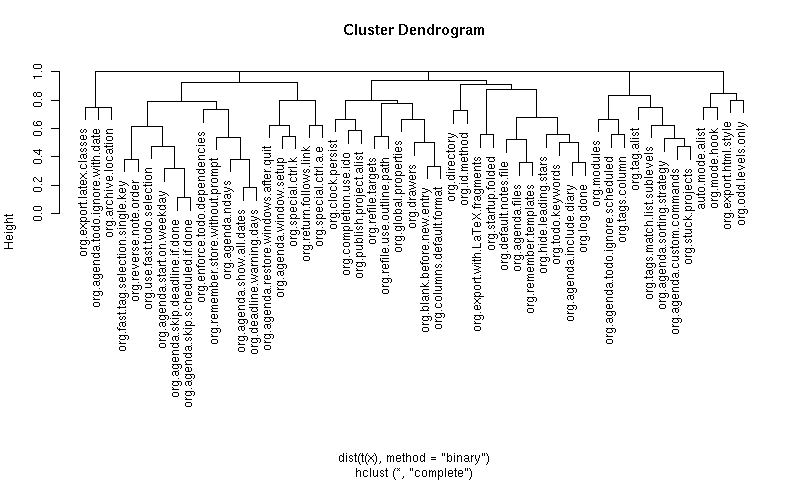 Cluster Dendrogram
Height
0.0
0.2
0.4
0.6
0.8
1.0
org.export.latex.classes
org.agenda.todo.ignore.with.date
org.archive.location
org.fast.tag.selection.single.key
org.reverse.note.order
org.use.fast.todo.selection
org.agenda.start.on.weekday
org.agenda.skip.deadline.if.done
org.agenda.skip.scheduled.if.done
org.enforce.todo.dependencies
org.remember.store.without.prompt
org.agenda.ndays
org.agenda.show.all.dates
org.deadline.warning.days
org.agenda.restore.windows.after.quit
org.agenda.window.setup
org.special.ctrl.k
org.return.follows.link
org.special.ctrl.a.e
org.clock.persist
org.completion.use.ido
org.publish.project.alist
org.refile.targets
org.refile.use.outline.path
org.global.properties
org.drawers
org.blank.before.new.entry
org.columns.default.format
org.directory
org.id.method
org.export.with.LaTeX.fragments
org.startup.folded
org.default.notes.file
org.agenda.files
org.remember.templates
org.hide.leading.stars
org.todo.keywords
org.agenda.include.diary
org.log.done
org.modules
org.agenda.todo.ignore.scheduled
org.tags.column
org.tag.alist
org.tags.match.list.sublevels
org.agenda.sorting.strategy
org.agenda.custom.commands
org.stuck.projects
auto.mode.alist
org.mode.hook
org.export.html.style
org.odd.levels.only
dist(t(x), method = "binary")
hclust (*, "complete")